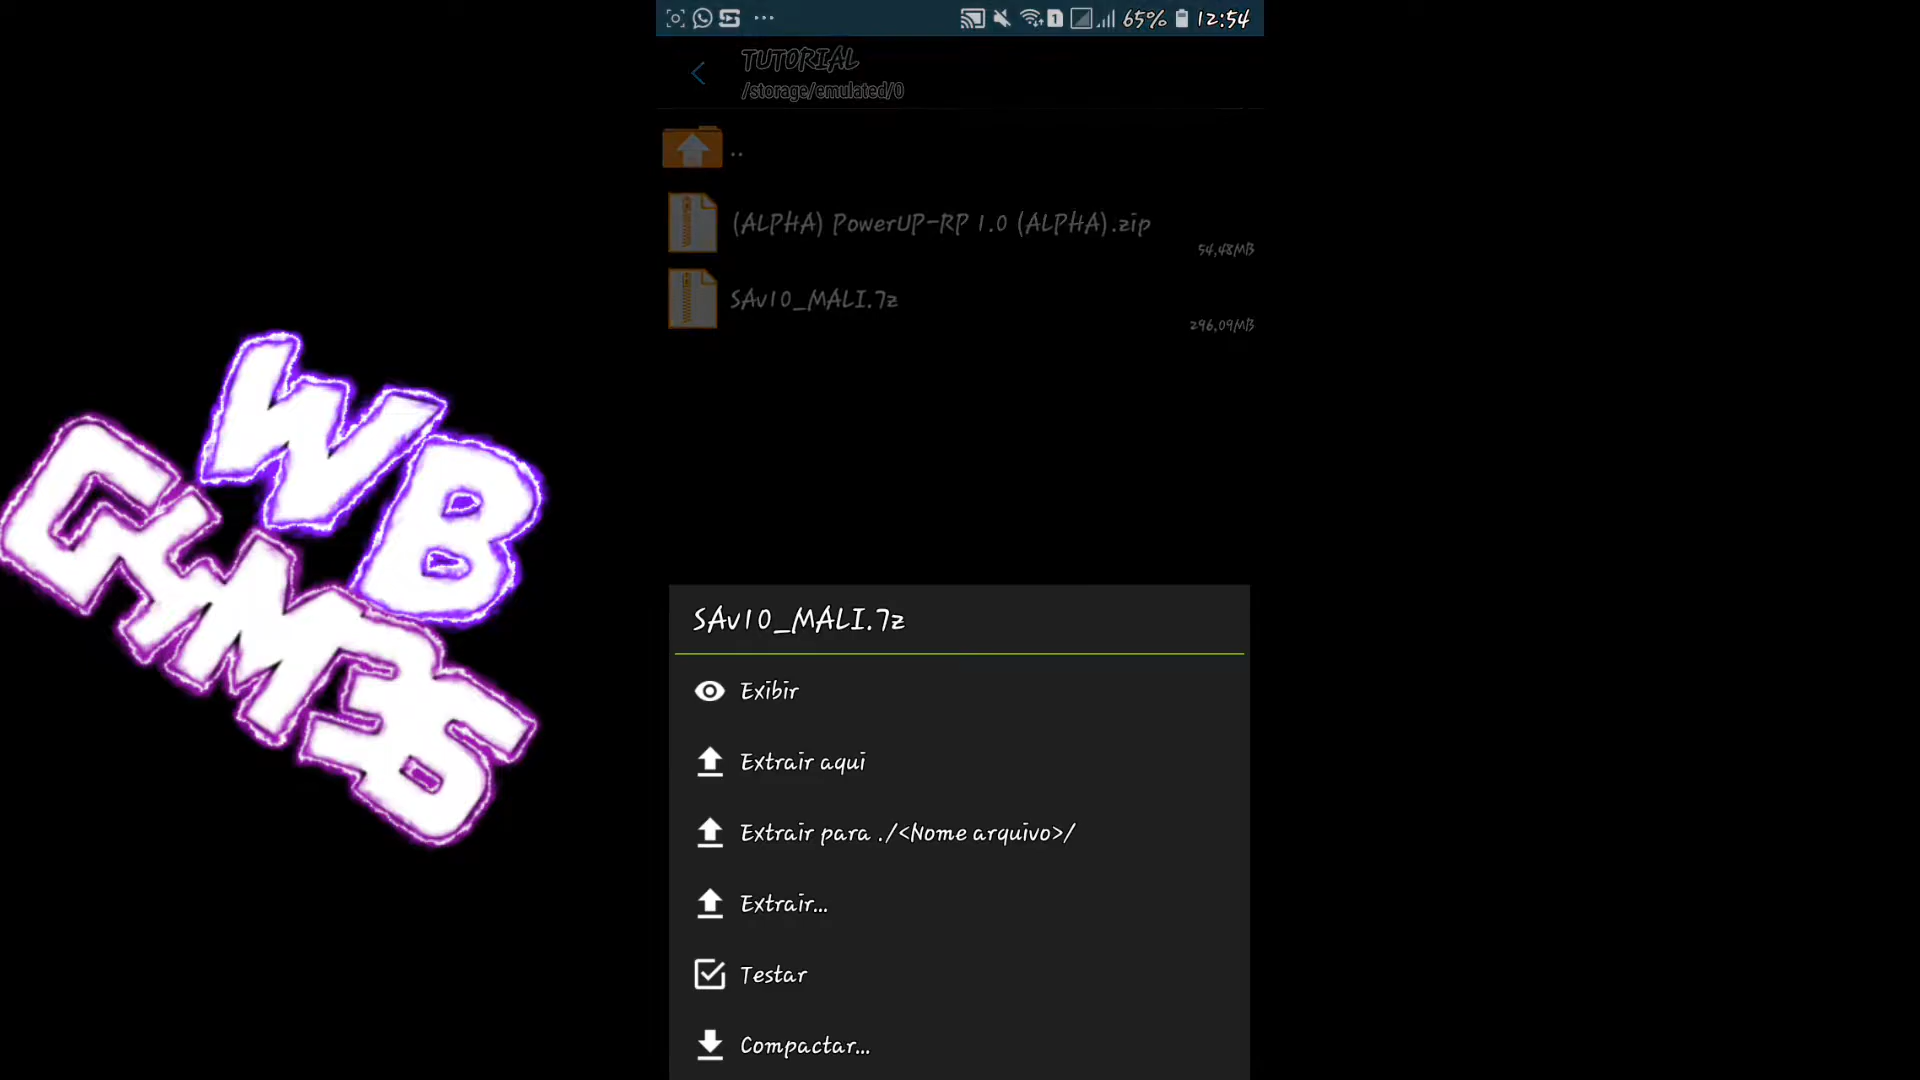 65% 12:54
TUTORIAL
/storage/emulated/0
..
(ALPHA) PowerUP-RP 1.0 (ALPHA).zip
54,48MB
SAv10_MALI.7z
296,09MB
WB
G4M36
SAv10_MALI.7z
Exibir
Extrair aqui
Extrair para ./<Nome arquivo>/
Extrair...
Testar
Compactar...